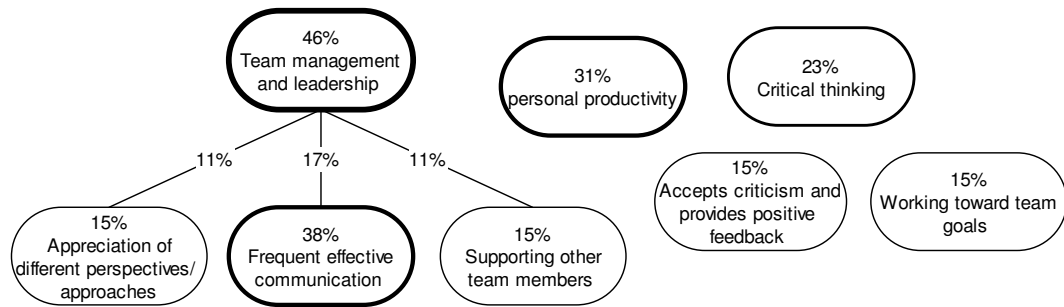 46%
Team management
and leadership
31%
personal productivity
23%
Critical thinking
11%
17%
11%
15%
Appreciation of
different perspectives/
approaches
38%
Frequent effective
communication
15%
Supporting other
team members
15%
Accepts criticism and
provides positive
feedback
15%
Working toward team
goals